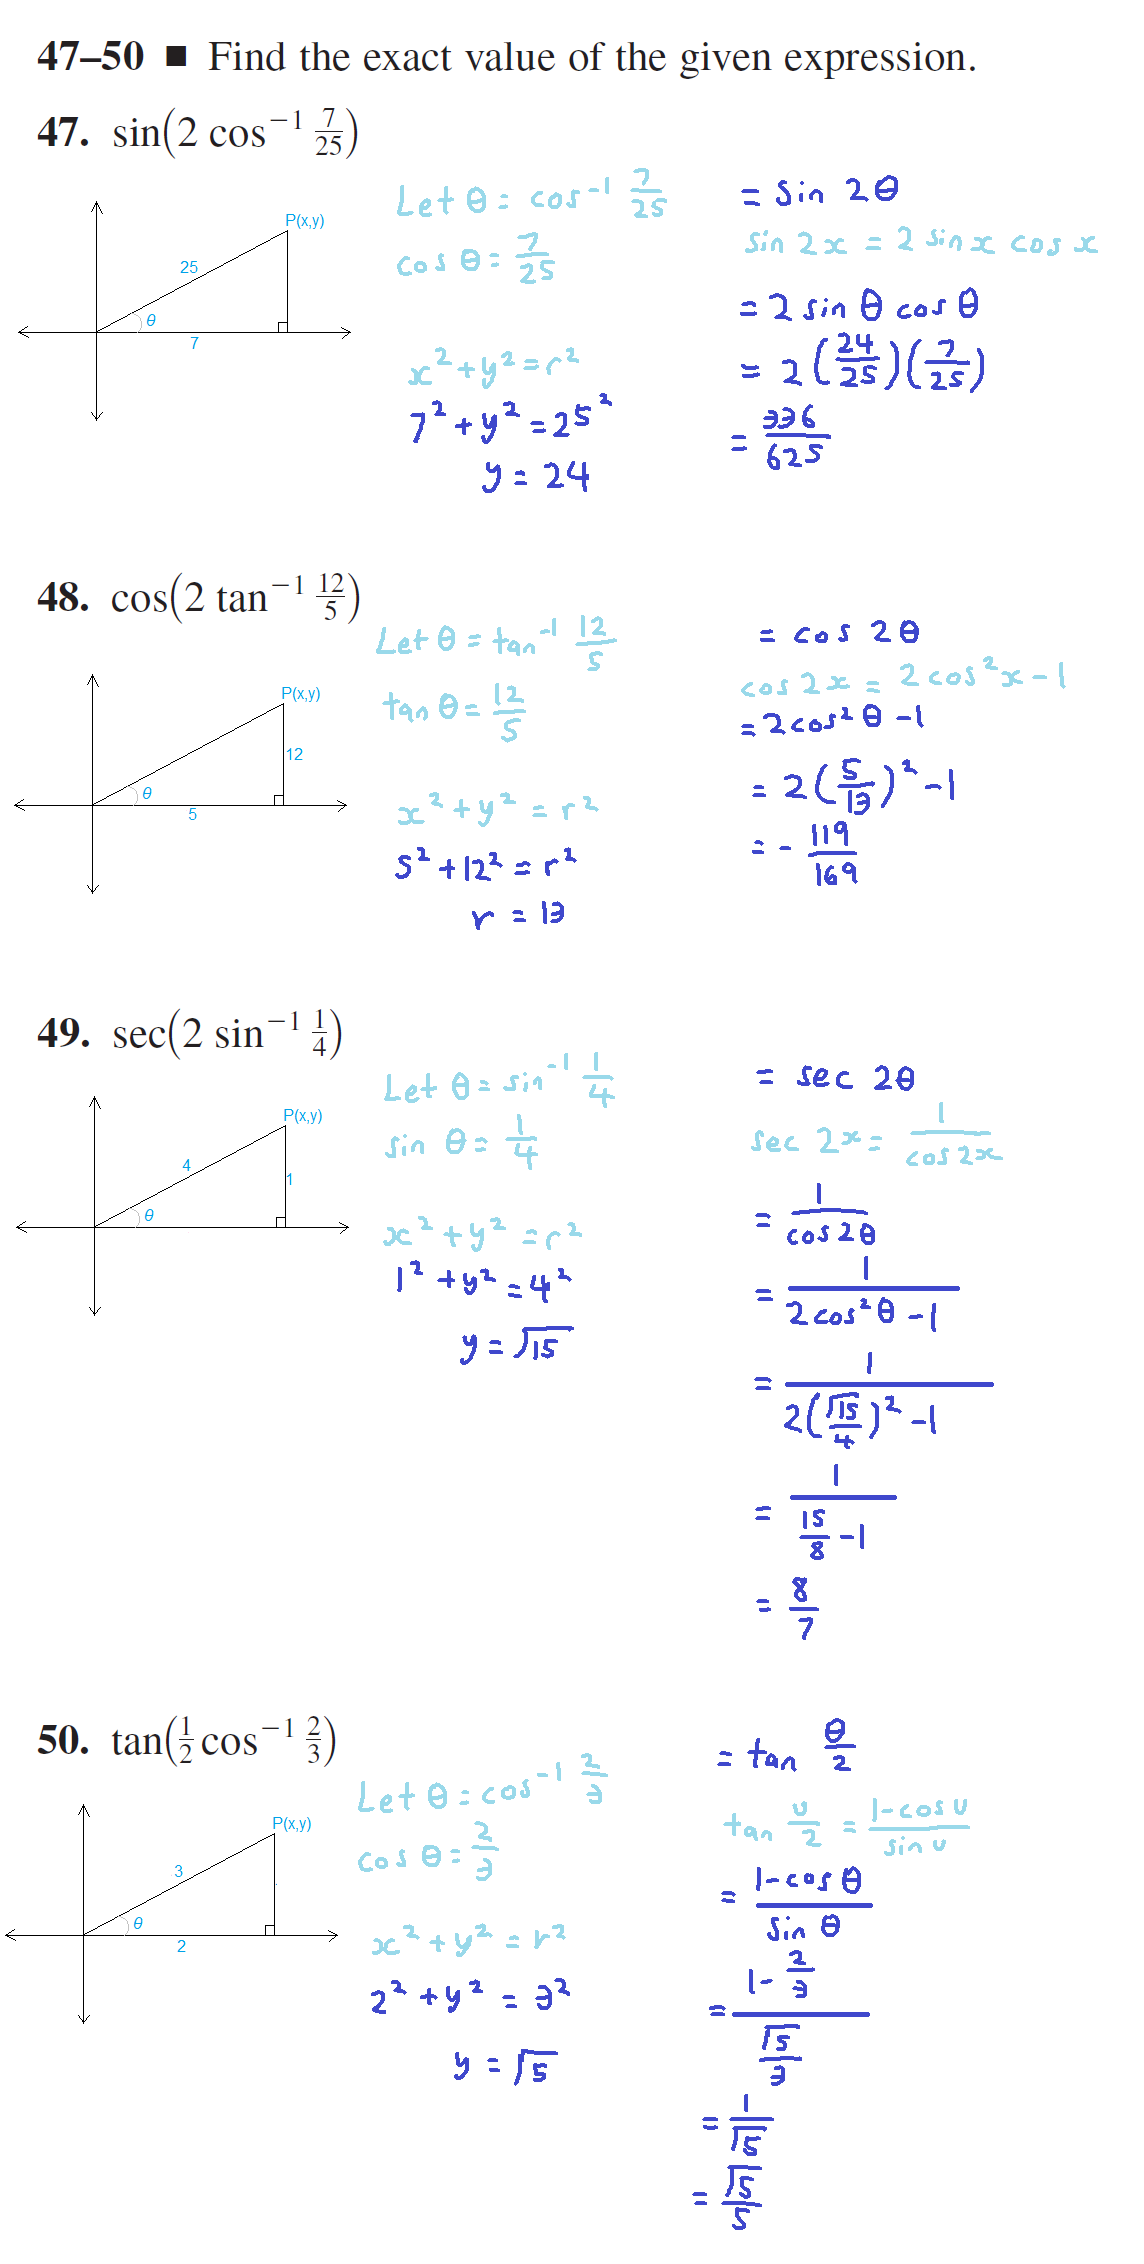 47–50 ■ Find the exact value of the given expression.
47. sin(2 cos⁻¹ 7/25)
P(x,y)
25
θ
7
Let θ = cos⁻¹ 7/25
cos θ = 7/25
x² + y² = r²
7² + y² = 25²
y = 24
= sin 2θ
sin 2x = 2 sin x cos x
= 2 sin θ cos θ
= 2 (24/25)(7/25)
= 336/625
48. cos(2 tan⁻¹ 12/5)
P(x,y)
12
θ
5
Let θ = tan⁻¹ 12/5
tan θ = 12/5
x² + y² = r²
5² + 12² = r²
r = 13
= cos 2θ
cos 2x = 2 cos² x − 1
= 2 cos² θ − 1
= 2 (5/13)² − 1
= − 119/169
49. sec(2 sin⁻¹ 1/4)
P(x,y)
4
1
θ
Let θ = sin⁻¹ 1/4
sin θ = 1/4
x² + y² = r²
1² + y² = 4²
y = √15
= sec 2θ
sec 2x = 1/cos 2x
= 1/cos 2θ
= 1/(2 cos² θ − 1)
= 1/(2(√15/4)² − 1)
= 1/(15/8 − 1)
= 8/7
50. tan(1/2 cos⁻¹ 2/3)
P(x,y)
3
θ
2
Let θ = cos⁻¹ 2/3
cos θ = 2/3
x² + y² = r²
2² + y² = 3²
y = √5
= tan θ/2
tan u/2 = (1 − cos u)/(sin u)
= (1 − cos θ)/(sin θ)
= (1 − 2/3)/(√5/3)
= 1/√5
= √5/5